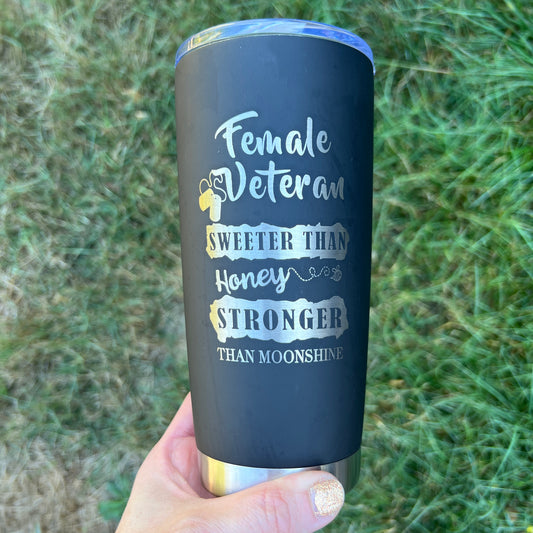 Female
Veteran
SWEETER THAN
Honey
STRONGER
THAN MOONSHINE